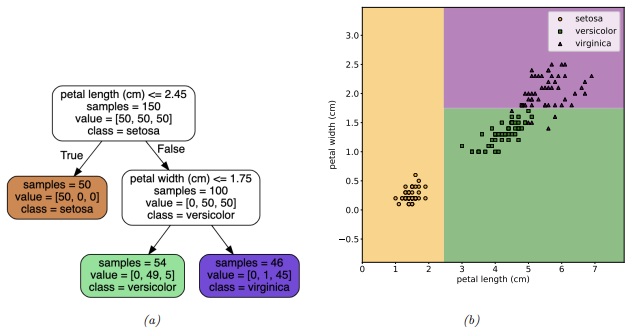 petal length (cm) <= 2.45
samples = 150
value = [50, 50, 50]
class = setosa
True
False
samples = 50
value = [50, 0, 0]
class = setosa
petal width (cm) <= 1.75
samples = 100
value = [0, 50, 50]
class = versicolor
samples = 54
value = [0, 49, 5]
class = versicolor
samples = 46
value = [0, 1, 45]
class = virginica
(a)
setosa
versicolor
virginica
petal width (cm)
3.0
2.5
2.0
1.5
1.0
0.5
0.0
−0.5
0 1 2 3 4 5 6 7
petal length (cm)
(b)